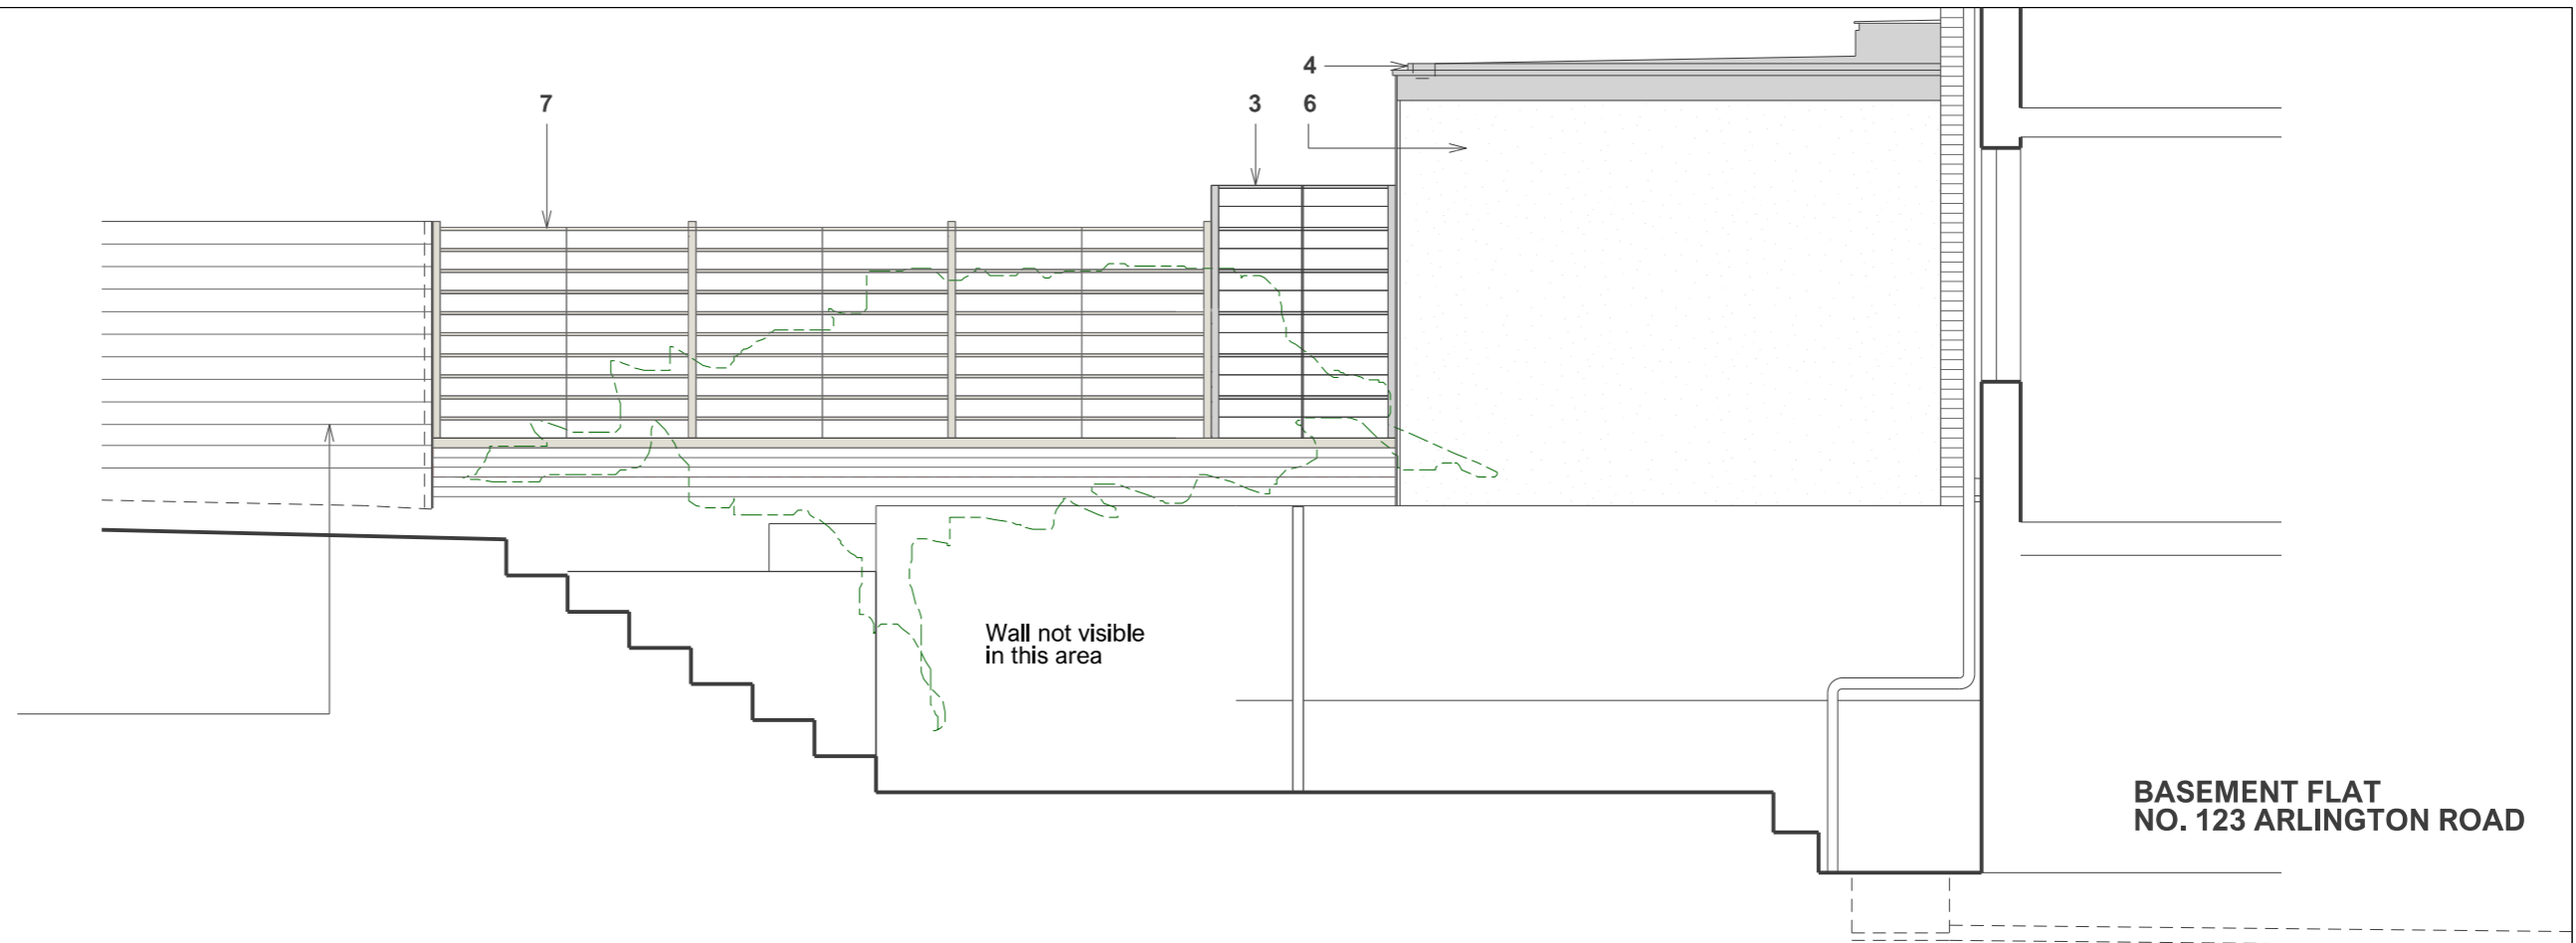 4
7
3 6
Wall not visible
in this area
BASEMENT FLAT
NO. 123 ARLINGTON ROAD